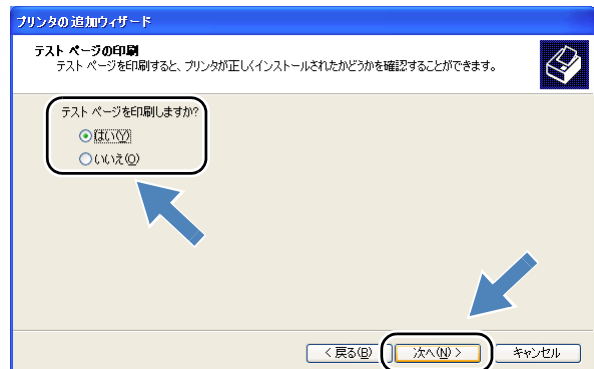 プリンタの追加ウィザード
テスト ページの印刷
テスト ページを印刷すると、プリンタが正しくインストールされたかどうかを確認することができます。
テスト ページを印刷しますか?
はい(Y)
いいえ(O)
< 戻る(B)
次へ(N) >
キャンセル